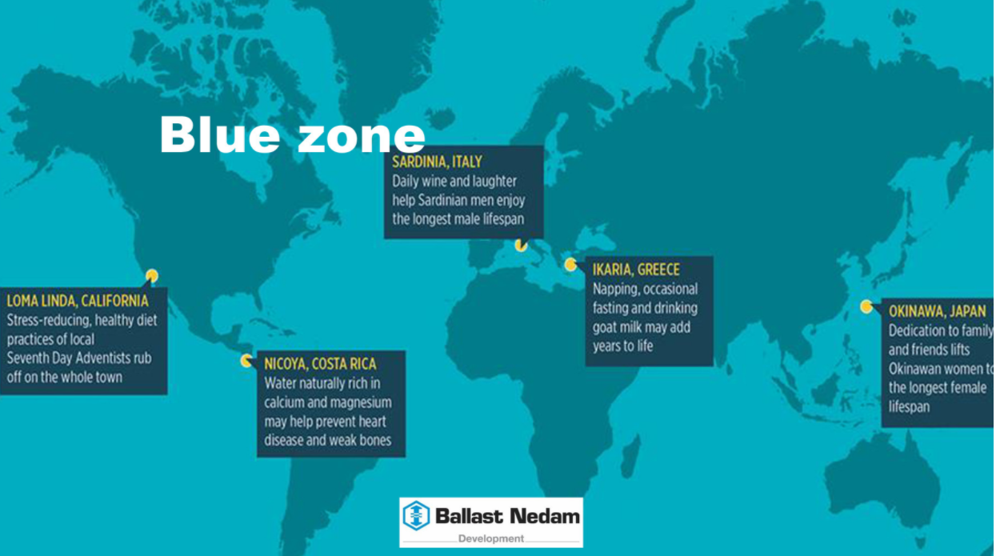 Blue zone
SARDINIA, ITALY
Daily wine and laughter
help Sardinian men enjoy
the longest male lifespan
IKARIA, GREECE
Napping, occasional
fasting and drinking
goat milk may add
years to life
LOMA LINDA, CALIFORNIA
Stress-reducing, healthy diet
practices of local
Seventh Day Adventists rub
off on the whole town
OKINAWA, JAPAN
Dedication to family
and friends lifts
Okinawan women to
the longest female
lifespan
NICOYA, COSTA RICA
Water naturally rich in
calcium and magnesium
may help prevent heart
disease and weak bones
Ballast Nedam
Development